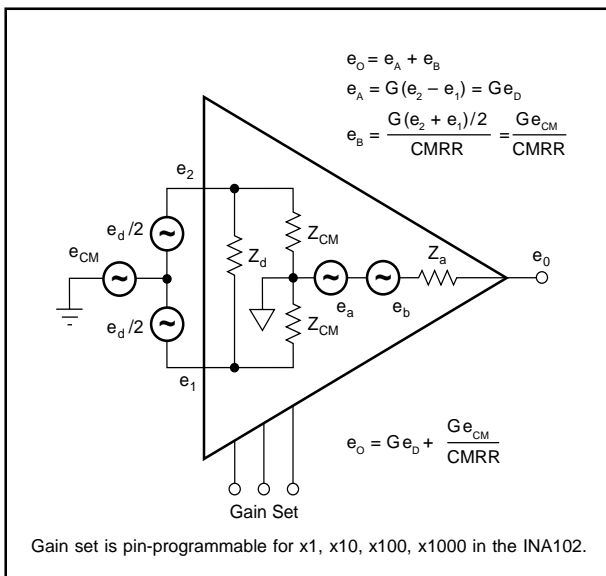 e_O = e_A + e_B
e_A = G(e_2 – e_1) = Ge_D
e_B = G(e_2 + e_1)/2 / CMRR = Ge_CM / CMRR
e_2
e_d/2
Z_CM
e_CM
Z_d
Z_a
e_0
e_a
e_b
e_d/2
Z_CM
e_1
e_O = Ge_D + Ge_CM / CMRR
Gain Set
Gain set is pin-programmable for x1, x10, x100, x1000 in the INA102.